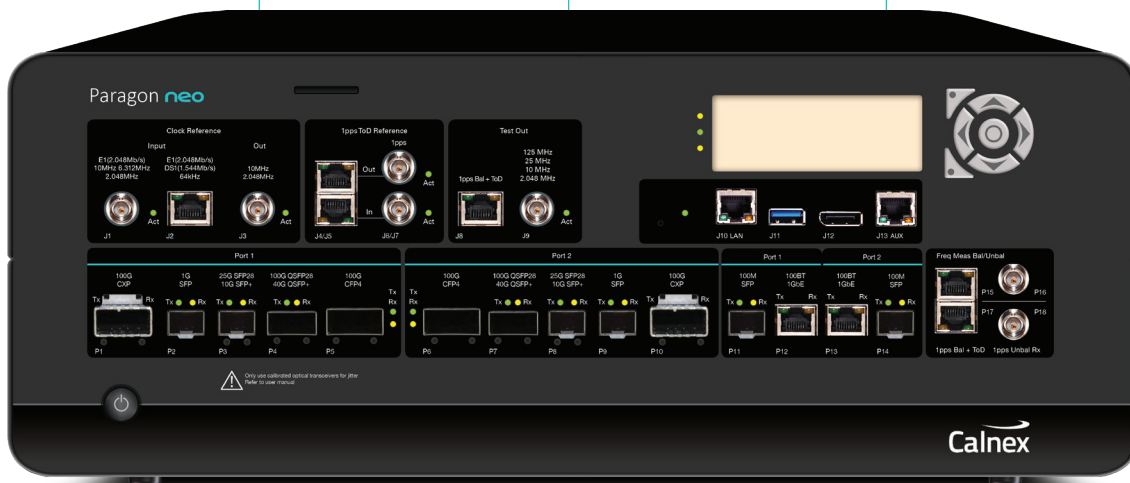 Paragon neo
Clock Reference
Input
Out
E1(2.048Mb/s)
10MHz 6.312MHz
2.048MHz
E1(2.048Mb/s)
DS1(1.544Mb/s)
64kHz
10MHz
2.048MHz
Act
Act
J1
J2
J3
1ppsToD Reference
1pps
Out
Act
In
Act
J4/J5
J6/J7
Test Out
125 MHz
25 MHz
10 MHz
2.048 MHz
1pps Bal + ToD
Act
J8
J9
J10 LAN
J11
J12
J13 AUX
Port 1
100G
CXP
1G
SFP
25G SFP28
10G SFP+
100G QSFP28
40G QSFP+
100G
CFP4
Tx
Rx
Tx Rx
Tx Rx
Tx Rx
Tx
Rx
P1
P2
P3
P4
P5
Port 2
100G
CFP4
100G QSFP28
40G QSFP+
25G SFP28
10G SFP+
1G
SFP
100G
CXP
Tx
Rx
Tx Rx
Tx Rx
Tx Rx
Tx
Rx
P6
P7
P8
P9
P10
Port 1
100M
SFP
100BT
1GbE
Tx Rx
Tx Rx
P11
P12
Port 2
100BT
1GbE
100M
SFP
Tx Rx
Tx Rx
P13
P14
Freq Meas Bal/Unbal
P15
P16
P17
P18
1pps Bal + ToD
1pps Unbal Rx
Only use calibrated optical transceivers for jitter
Refer to user manual
Calnex